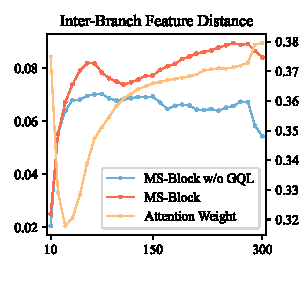 Inter-Branch Feature Distance
0.08
0.06
0.04
0.02
0.38
0.37
0.36
0.35
0.34
0.33
0.32
MS-Block w/o GQL
MS-Block
Attention Weight
10 150 300